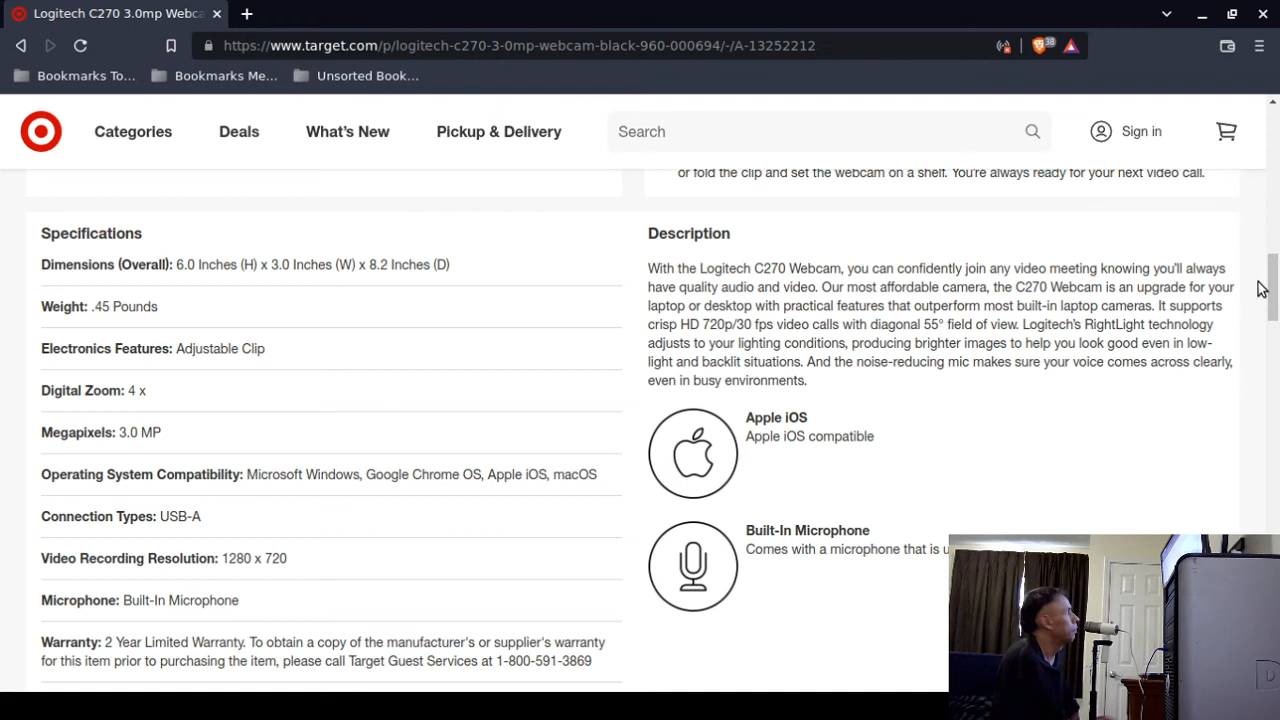 Logitech C270 3.0mp Webca
https://www.target.com/p/logitech-c270-3-0mp-webcam-black-960-000694/-/A-13252212
38
Bookmarks To...
Bookmarks Me...
Unsorted Book...
Categories
Deals
What's New
Pickup & Delivery
Search
Sign in
or fold the clip and set the webcam on a shelf. You're always ready for your next video call.
Specifications
Dimensions (Overall): 6.0 Inches (H) x 3.0 Inches (W) x 8.2 Inches (D)
Weight: .45 Pounds
Electronics Features: Adjustable Clip
Digital Zoom: 4 x
Megapixels: 3.0 MP
Operating System Compatibility: Microsoft Windows, Google Chrome OS, Apple iOS, macOS
Connection Types: USB-A
Video Recording Resolution: 1280 x 720
Microphone: Built-In Microphone
Warranty: 2 Year Limited Warranty. To obtain a copy of the manufacturer's or supplier's warranty
for this item prior to purchasing the item, please call Target Guest Services at 1-800-591-3869
Description
With the Logitech C270 Webcam, you can confidently join any video meeting knowing you'll always
have quality audio and video. Our most affordable camera, the C270 Webcam is an upgrade for your
laptop or desktop with practical features that outperform most built-in laptop cameras. It supports
crisp HD 720p/30 fps video calls with diagonal 55° field of view. Logitech's RightLight technology
adjusts to your lighting conditions, producing brighter images to help you look good even in low-
light and backlit situations. And the noise-reducing mic makes sure your voice comes across clearly,
even in busy environments.
Apple iOS
Apple iOS compatible
Built-In Microphone
Comes with a microphone that is u